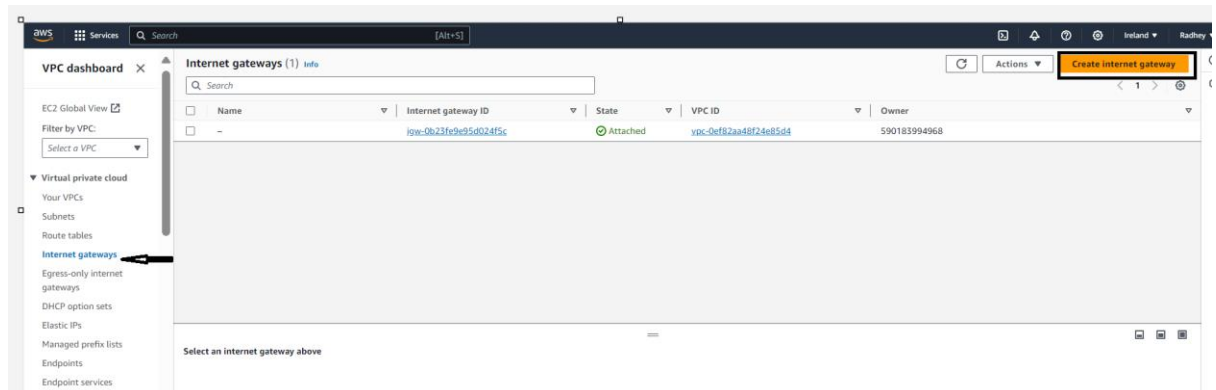 aws Services Search [Alt+S] Ireland Radhey
VPC dashboard
EC2 Global View
Filter by VPC:
Select a VPC
Virtual private cloud
Your VPCs
Subnets
Route tables
Internet gateways
Egress-only internet
gateways
DHCP option sets
Elastic IPs
Managed prefix lists
Endpoints
Endpoint services
Internet gateways (1) Info
Actions
Create internet gateway
Search
1
Name Internet gateway ID State VPC ID Owner
– igw-0b23fe9e95d024f5c Attached vpc-0ef82aa48f24e85d4 590183994968
Select an internet gateway above